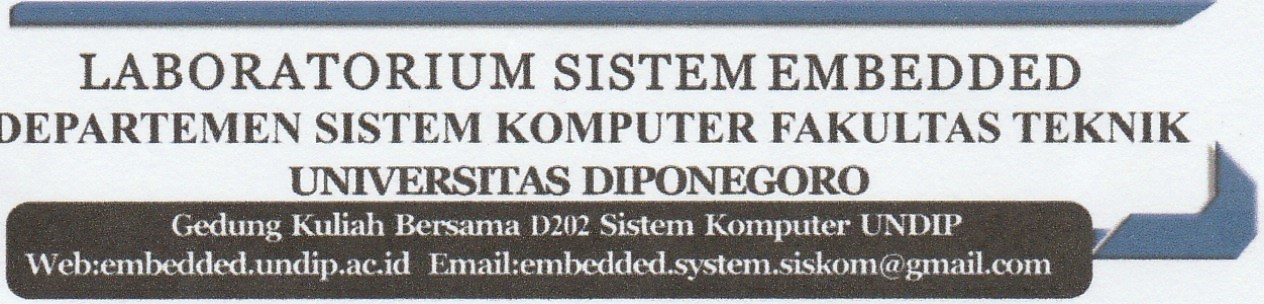 LABORATORIUM SISTEM EMBEDDED
DEPARTEMEN SISTEM KOMPUTER FAKULTAS TEKNIK
UNIVERSITAS DIPONEGORO
Gedung Kuliah Bersama D202 Sistem Komputer UNDIP
Web:embedded.undip.ac.id Email:embedded.system.siskom@gmail.com